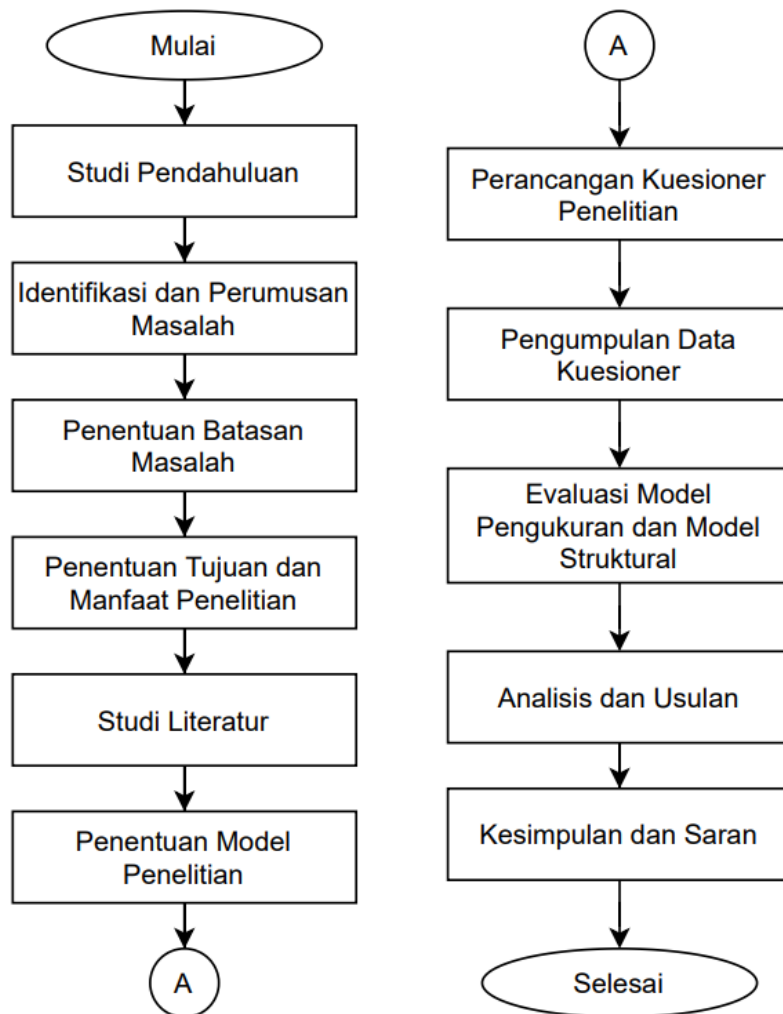 Mulai
Studi Pendahuluan
Identifikasi dan Perumusan
Masalah
Penentuan Batasan
Masalah
Penentuan Tujuan dan
Manfaat Penelitian
Studi Literatur
Penentuan Model
Penelitian
A
A
Perancangan Kuesioner
Penelitian
Pengumpulan Data
Kuesioner
Evaluasi Model
Pengukuran dan Model
Struktural
Analisis dan Usulan
Kesimpulan dan Saran
Selesai